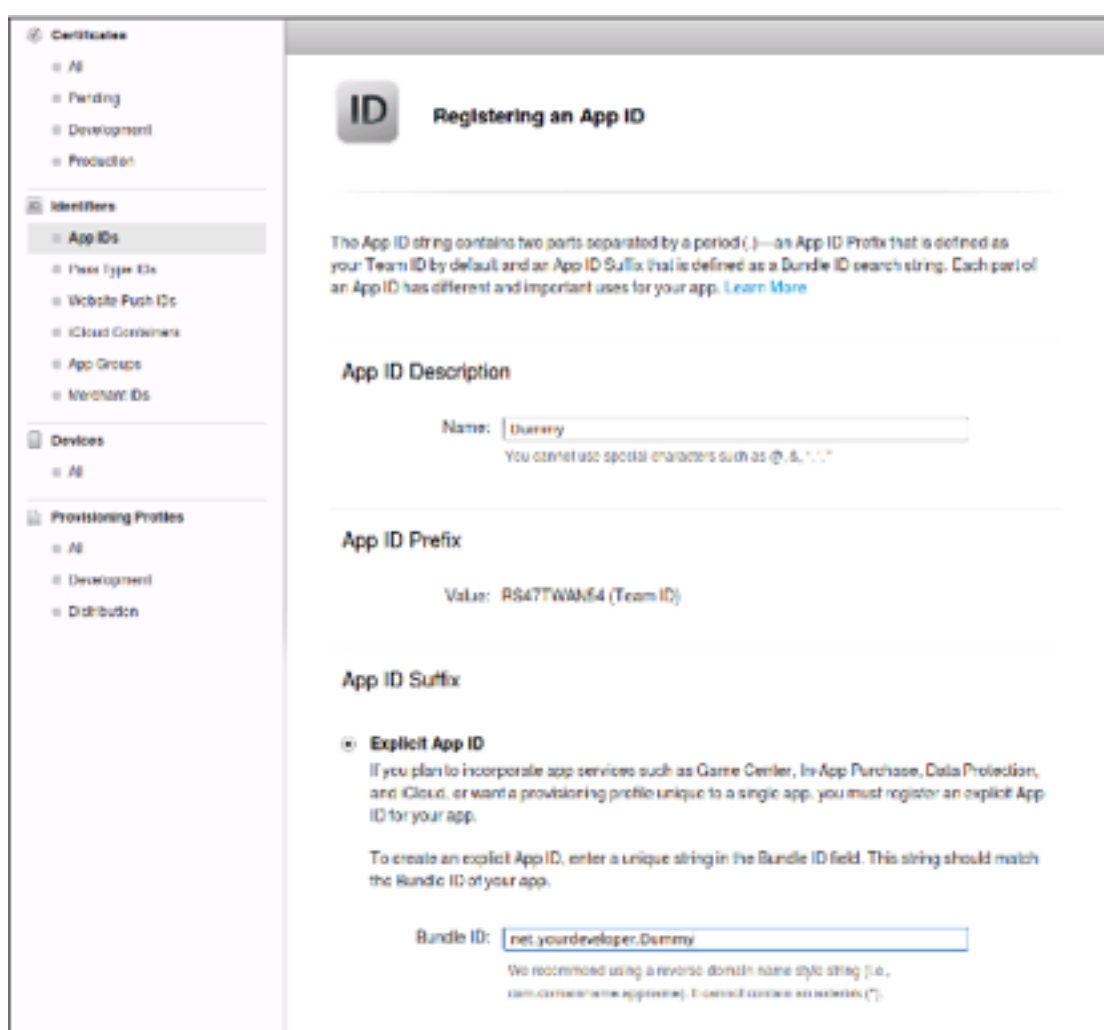 Certificates
All
Pending
Development
Production
Identifiers
App IDs
Pass Type IDs
Website Push IDs
iCloud Containers
App Groups
Merchant IDs
Devices
All
Provisioning Profiles
All
Development
Distribution
ID
Registering an App ID
The App ID string contains two parts separated by a period (.)—an App ID Prefix that is defined as
your Team ID by default and an App ID Suffix that is defined as a Bundle ID search string. Each part of
an App ID has different and important uses for your app. Learn More
App ID Description
Name: Dummy
You cannot use special characters such as @, &, *, ', "
App ID Prefix
Value: RS47TWAN54 (Team ID)
App ID Suffix
Explicit App ID
If you plan to incorporate app services such as Game Center, In-App Purchase, Data Protection,
and iCloud, or want a provisioning profile unique to a single app, you must register an explicit App
ID for your app.
To create an explicit App ID, enter a unique string in the Bundle ID field. This string should match
the Bundle ID of your app.
Bundle ID: net.yourdeveloper.Dummy
We recommend using a reverse-domain name style string (i.e.,
com.domainname.appname). It cannot contain an asterisk (*).